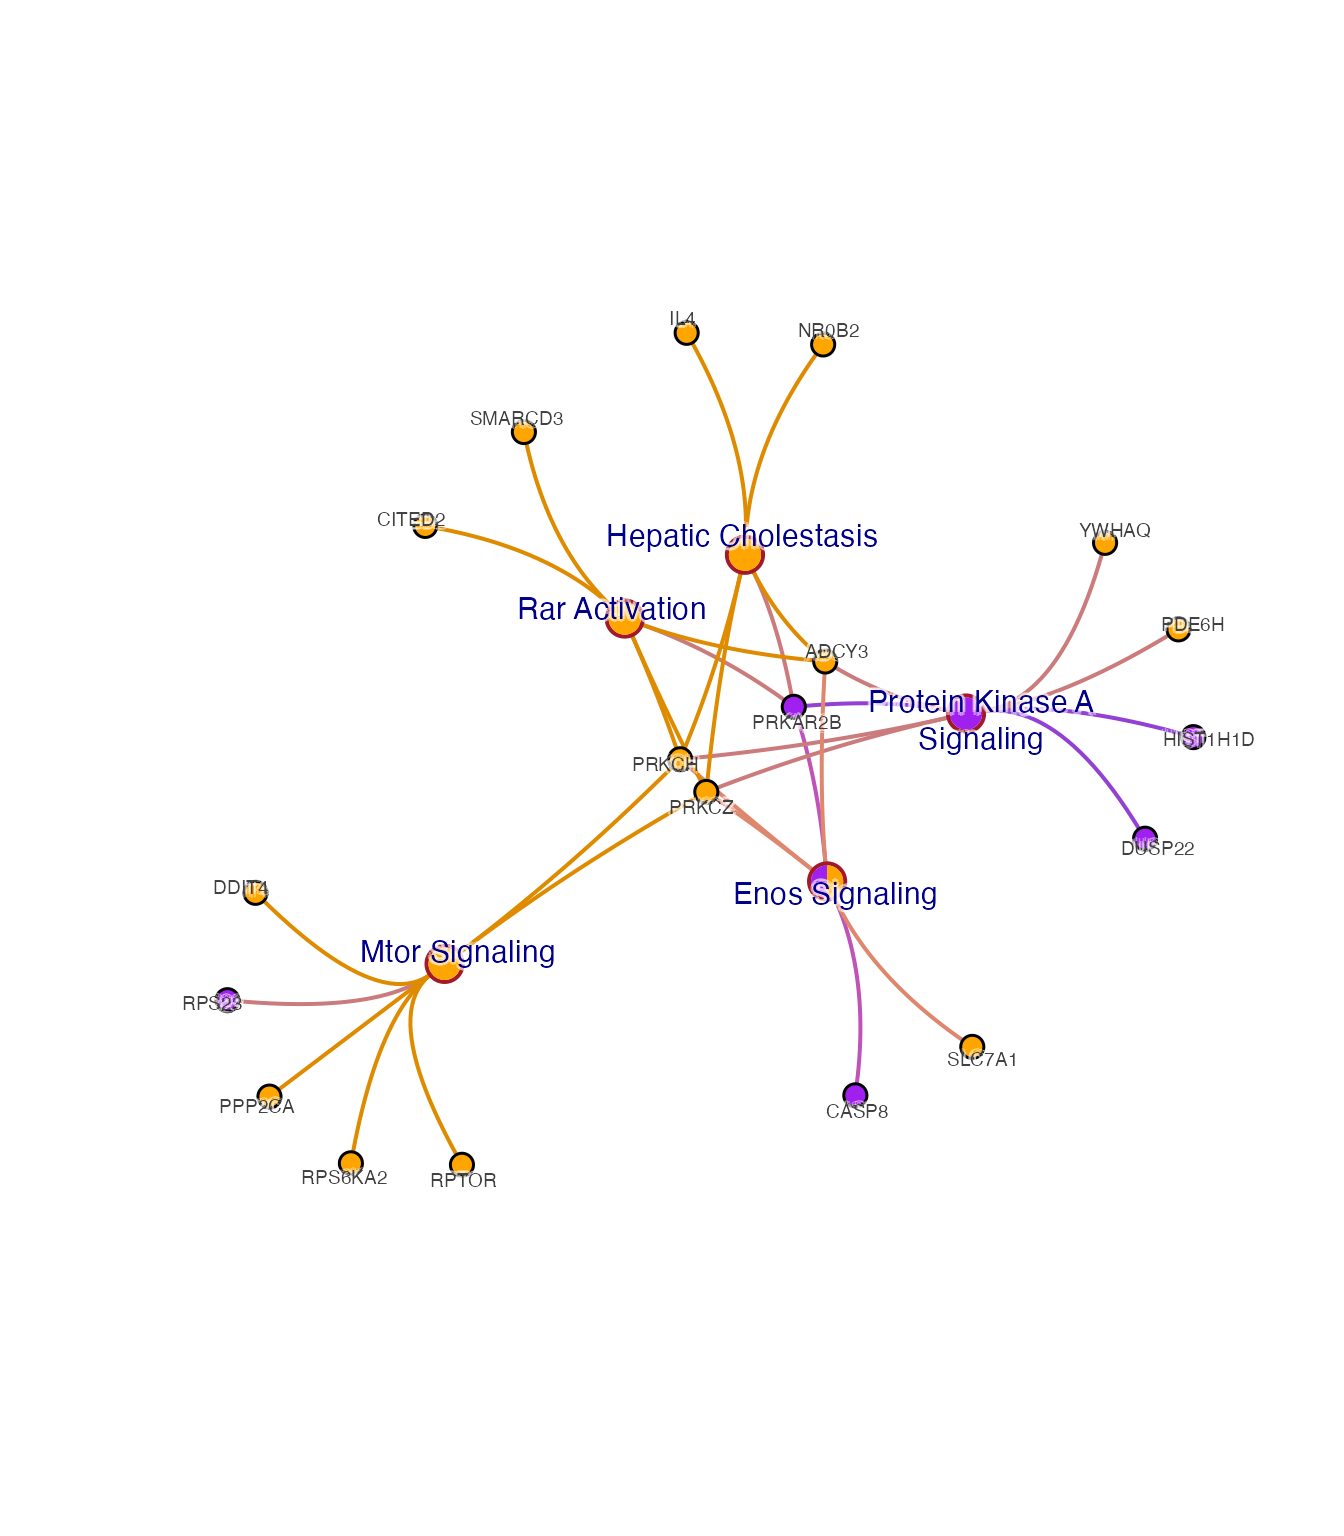 IL4
NR0B2
SMARCD3
CITED2
YWHAQ
Hepatic Cholestasis
Rar Activation
PDE6H
ADCY3
Protein Kinase A
Signaling
PRKAR2B
HIST1H1D
PRKCH
PRKCZ
DUSP22
DDIT4
Enos Signaling
Mtor Signaling
RPS23
SLC7A1
PPP2CA
CASP8
RPS6KA2
RPTOR